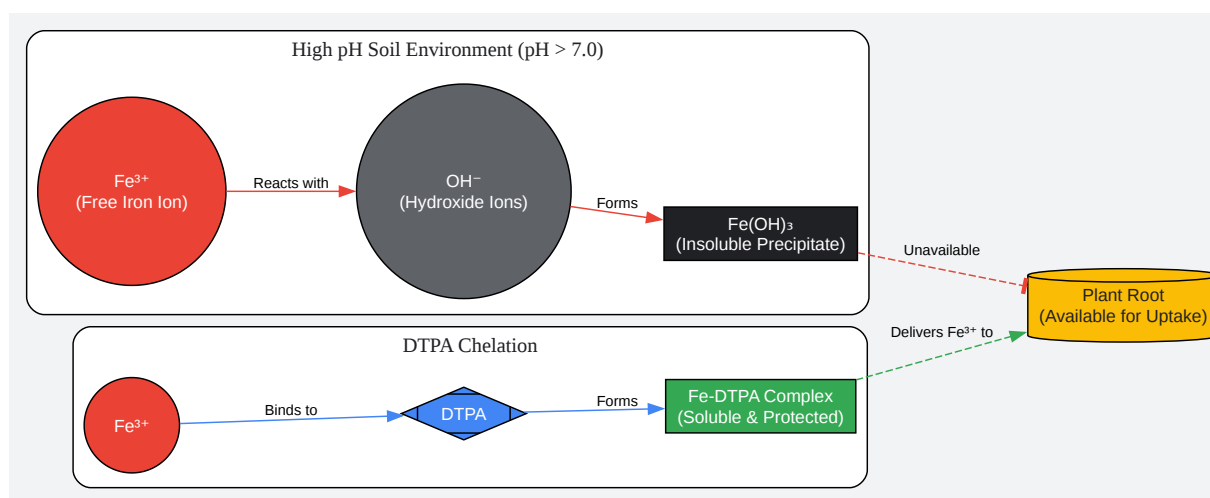 High pH Soil Environment (pH > 7.0)
Fe³⁺
(Free Iron Ion)
Reacts with
OH⁻
(Hydroxide Ions)
Forms
Fe(OH)₃
(Insoluble Precipitate)
Unavailable
Plant Root
(Available for Uptake)
DTPA Chelation
Fe³⁺
Binds to
DTPA
Forms
Fe-DTPA Complex
(Soluble & Protected)
Delivers Fe³⁺ to